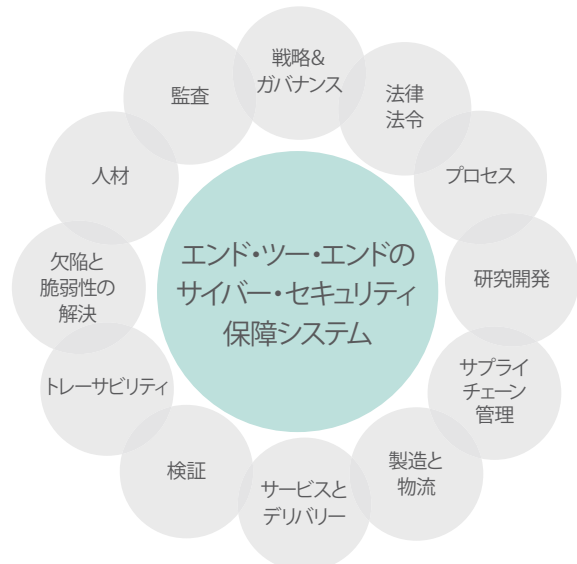 戦略&
ガバナンス
法律
法令
プロセス
研究開発
サプライ
チェーン
管理
製造と
物流
サービスと
デリバリー
検証
トレーサビリティ
欠陥と
脆弱性の
解決
人材
監査
エンド・ツー・エンドの
サイバー・セキュリティ
保障システム